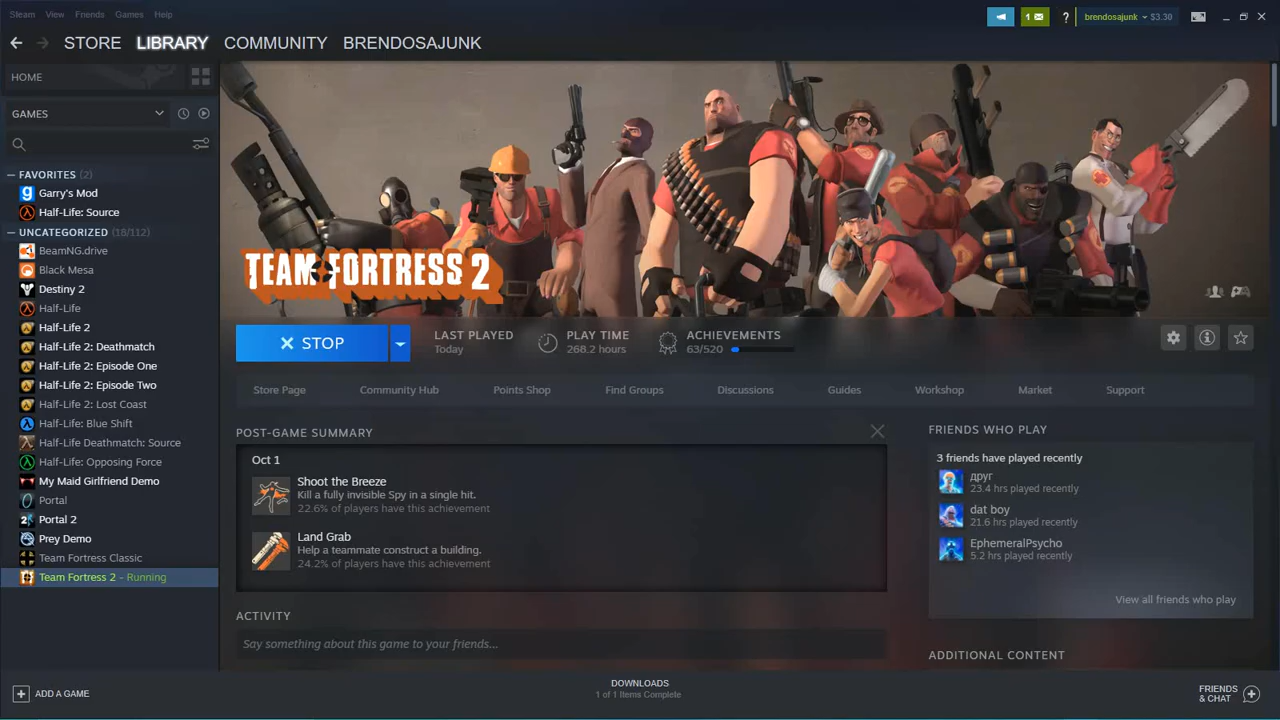 Steam View Friends Games Help
1
?
brendosajunk $3.30
STORE LIBRARY COMMUNITY BRENDOSAJUNK
HOME
GAMES
FAVORITES (2)
Garry's Mod
Half-Life: Source
UNCATEGORIZED (18/112)
BeamNG.drive
Black Mesa
Destiny 2
Half-Life
Half-Life 2
Half-Life 2: Deathmatch
Half-Life 2: Episode One
Half-Life 2: Episode Two
Half-Life 2: Lost Coast
Half-Life: Blue Shift
Half-Life Deathmatch: Source
Half-Life: Opposing Force
My Maid Girlfriend Demo
Portal
Portal 2
Prey Demo
Team Fortress Classic
Team Fortress 2 - Running
ADD A GAME
TEAM FORTRESS 2
STOP
LAST PLAYED
Today
PLAY TIME
268.2 hours
ACHIEVEMENTS
63/520
Store Page Community Hub Points Shop Find Groups Discussions Guides Workshop Market Support
POST-GAME SUMMARY
Oct 1
Shoot the Breeze
Kill a fully invisible Spy in a single hit.
22.6% of players have this achievement
Land Grab
Help a teammate construct a building.
24.2% of players have this achievement
ACTIVITY
Say something about this game to your friends...
FRIENDS WHO PLAY
3 friends have played recently
друг
23.4 hrs played recently
dat boy
21.6 hrs played recently
EphemeralPsycho
5.2 hrs played recently
View all friends who play
ADDITIONAL CONTENT
DOWNLOADS
1 of 1 Items Complete
FRIENDS
& CHAT